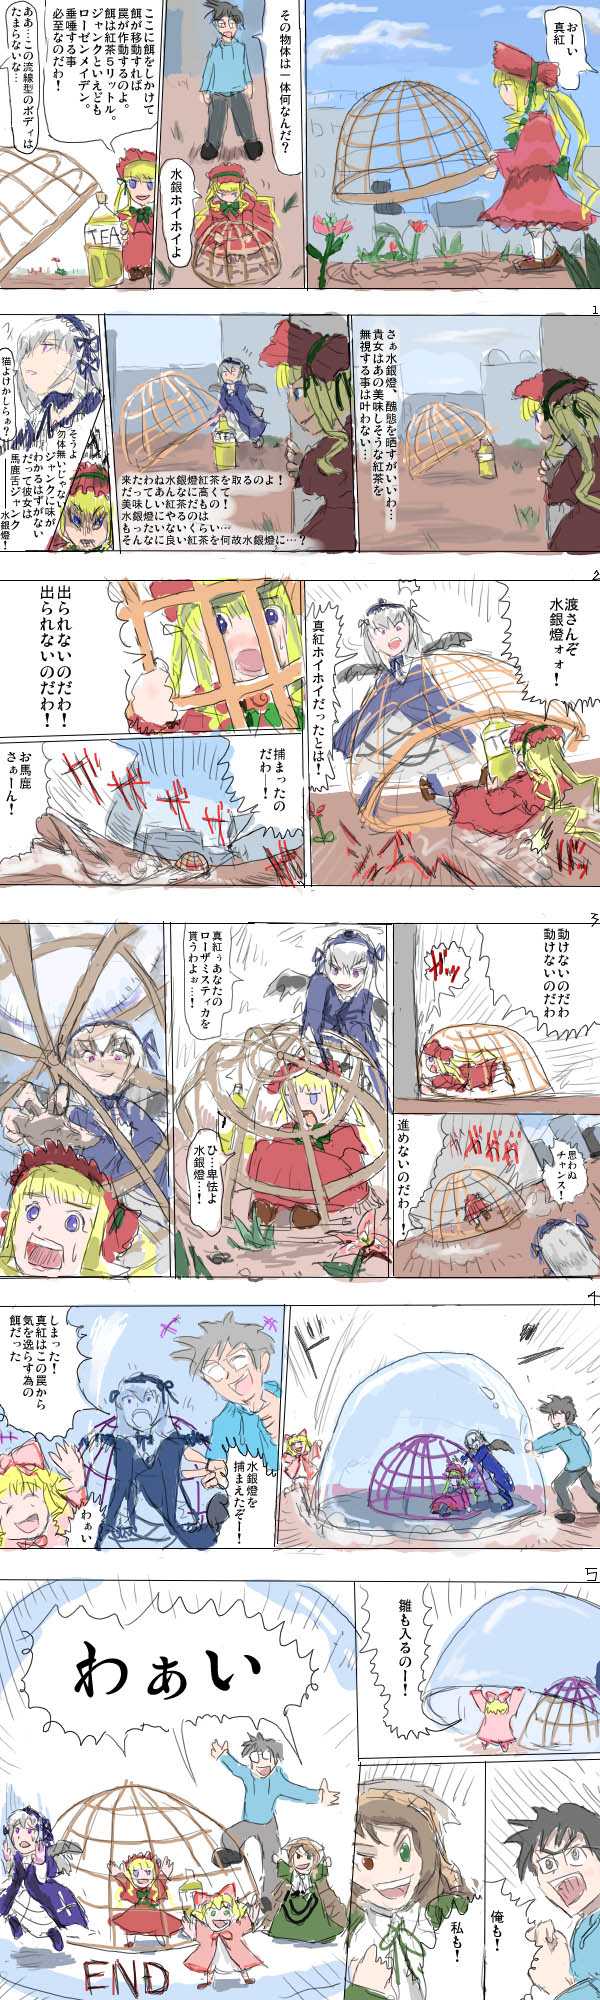 おーい
真紅
その物体は一体何なんだ?
水銀ホイホイよ
ここに餌をしかけて
餌が移動すれば
罠が作動するのよ。
餌は紅茶5リットル。
ジャンクといえども
ローゼンメイデン。
垂唾する事
必至なのだわ!
ああ…この流線型のボディは
たまらないな…
TEA
1
さぁ水銀燈、醜態を晒すがいいわ…
貴女はあの美味しそうな紅茶を
無視する事は叶わない…
来たわね水銀燈紅茶を取るのよ!
だってあんなに高くて
美味しい紅茶だもの!
水銀燈にやるのは
もったいないくらい…
そんなに良い紅茶を何故水銀燈に…?
猫よけかしらぁ?
そうよ
勿体無いじゃない
ジャンクに味が
わかるはずがない
だって彼女は
馬鹿舌ジャンク
水銀燈!
2
渡さんぞ
水銀燈ォォ!
真紅ホイホイだったとは!
出られないのだわ!
出られないのだわ!
捕まったの
だわ!
ザ
ザ
ザ
お馬鹿
さぁーん!
3
動けないのだわ
動けないのだわ
ガッ
思わぬ
チャンス!
進めないのだわ!
真紅ぅあなたの
ローザミスティカを
貰うわよぉ…!
ひ…卑怯よ
水銀燈…!
4
水銀燈を
捕まえたぞー!
しまった!
真紅はこの罠から
気を逸らす為の
餌だった
わぁい
5
雛も入るのー!
俺も!
私も!
わぁい
END